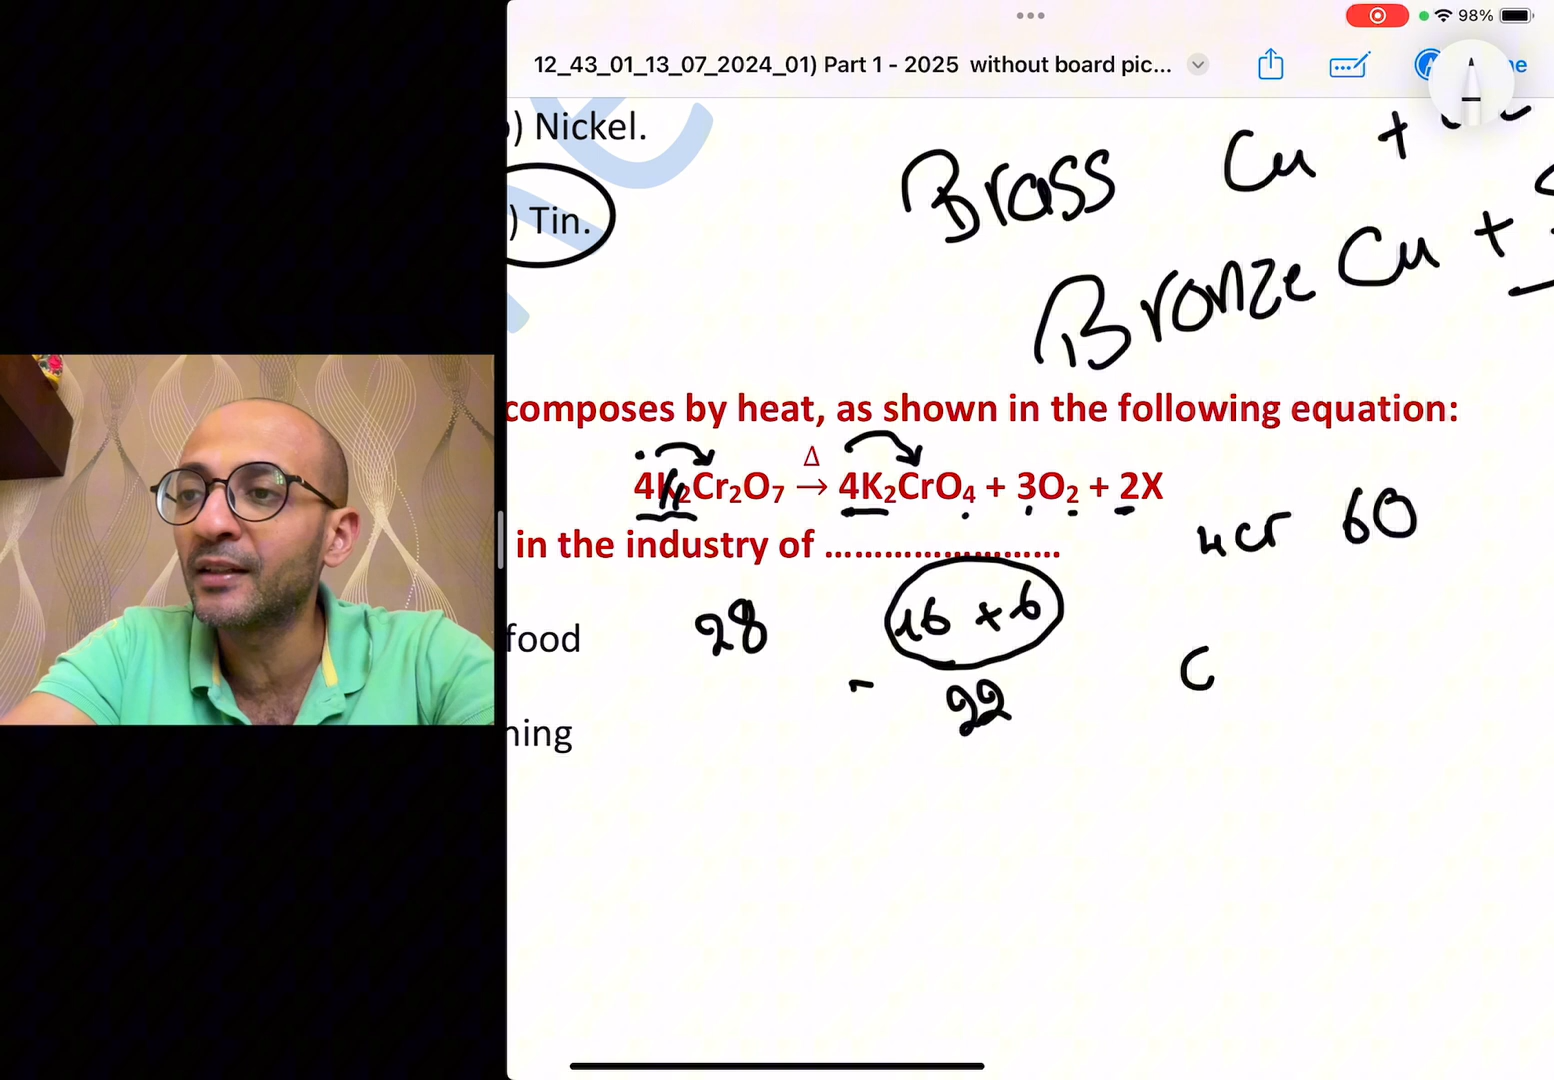 98%
12_43_01_13_07_2024_01) Part 1 - 2025 without board pic...
) Nickel.
Brass Cu +
) Tin.
Bronze Cu +
composes by heat, as shown in the following equation:
4K₂Cr₂O₇ →Δ 4K₂CrO₄ + 3O₂ + 2X
4Cr 6O
in the industry of ........................
food
28
16 + 6
- 22
ning